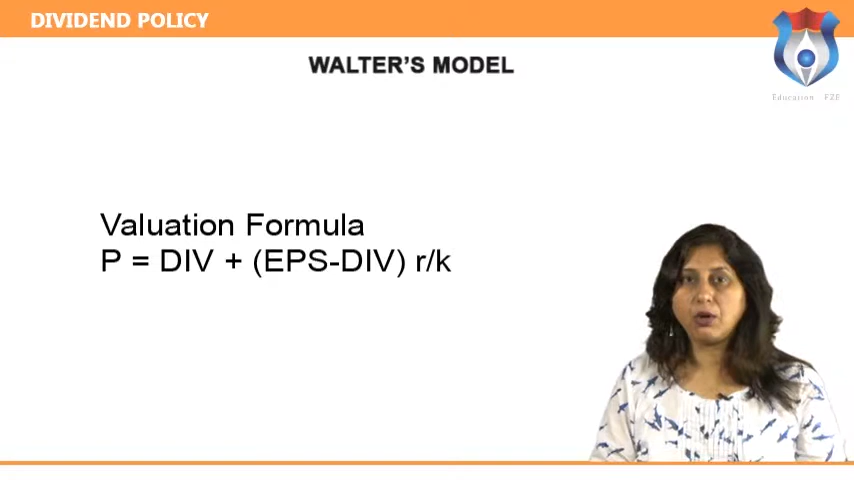 DIVIDEND POLICY
WALTER'S MODEL
Education FZE
Valuation Formula
P = DIV + (EPS-DIV) r/k